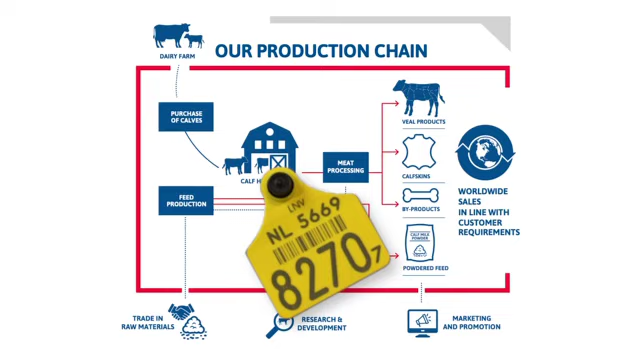 DAIRY FARM
OUR PRODUCTION CHAIN
PURCHASE
OF CALVES
VEAL PRODUCTS
CALF H
MEAT
PROCESSING
CALFSKINS
FEED
PRODUCTION
BY-PRODUCTS
WORLDWIDE
SALES
IN LINE WITH
CUSTOMER
REQUIREMENTS
LNV
NL 5669
82707
CALF MILK
POWDER
POWDERED FEED
TRADE IN
RAW MATERIALS
RESEARCH &
DEVELOPMENT
MARKETING
AND PROMOTION